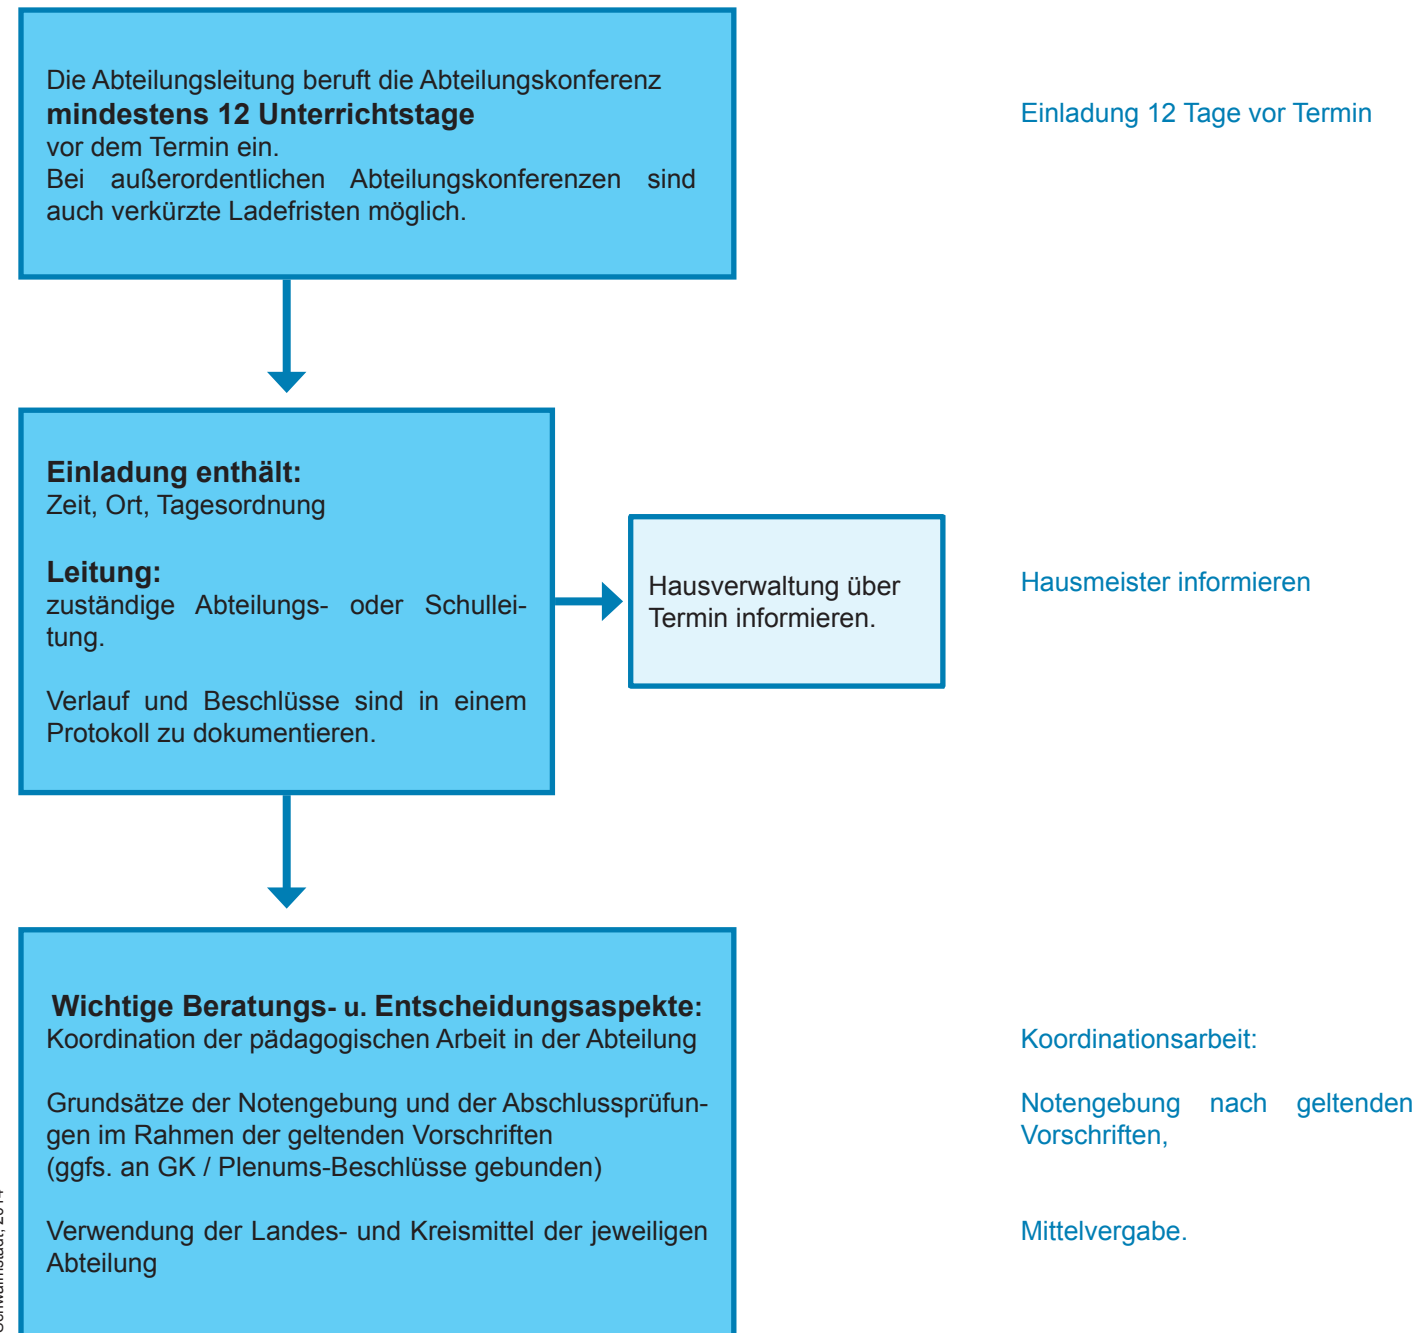 Die Abteilungsleitung beruft die Abteilungskonferenz
mindestens 12 Unterrichtstage
vor dem Termin ein.
Bei außerordentlichen Abteilungskonferenzen sind
auch verkürzte Ladefristen möglich.
Einladung 12 Tage vor Termin
Einladung enthält:
Zeit, Ort, Tagesordnung
Leitung:
zuständige Abteilungs- oder Schullei-
tung.
Verlauf und Beschlüsse sind in einem
Protokoll zu dokumentieren.
Hausverwaltung über
Termin informieren.
Hausmeister informieren
Wichtige Beratungs- u. Entscheidungsaspekte:
Koordination der pädagogischen Arbeit in der Abteilung
Grundsätze der Notengebung und der Abschlussprüfun-
gen im Rahmen der geltenden Vorschriften
(ggfs. an GK / Plenums-Beschlüsse gebunden)
Verwendung der Landes- und Kreismittel der jeweiligen
Abteilung
Koordinationsarbeit:
Notengebung nach geltenden
Vorschriften,
Mittelvergabe.